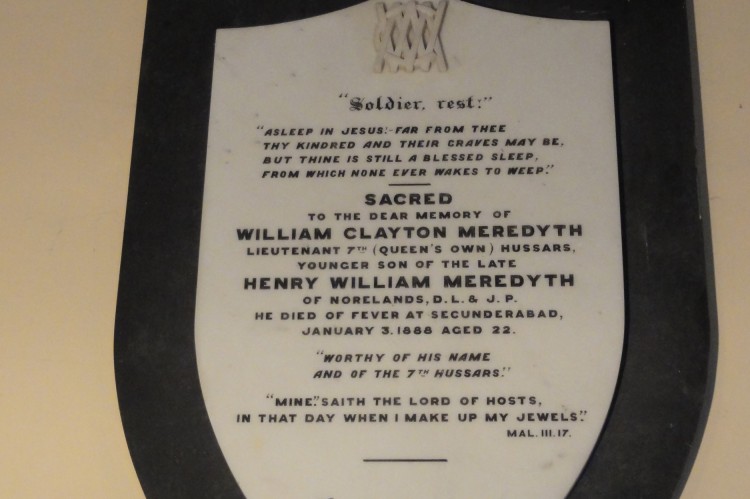 "Soldier, rest:"
"ASLEEP IN JESUS:-FAR FROM THEE
THY KINDRED AND THEIR GRAVES MAY BE,
BUT THINE IS STILL A BLESSED SLEEP,
FROM WHICH NONE EVER WAKES TO WEEP."
SACRED
TO THE DEAR MEMORY OF
WILLIAM CLAYTON MEREDYTH
LIEUTENANT 7TH (QUEEN'S OWN) HUSSARS,
YOUNGER SON OF THE LATE
HENRY WILLIAM MEREDYTH
OF NORELANDS, D.L. & J.P.
HE DIED OF FEVER AT SECUNDERABAD,
JANUARY 3. 1888 AGED 22.
"WORTHY OF HIS NAME
AND OF THE 7TH HUSSARS."
"MINE," SAITH THE LORD OF HOSTS,
IN THAT DAY WHEN I MAKE UP MY JEWELS."
MAL. III. 17.